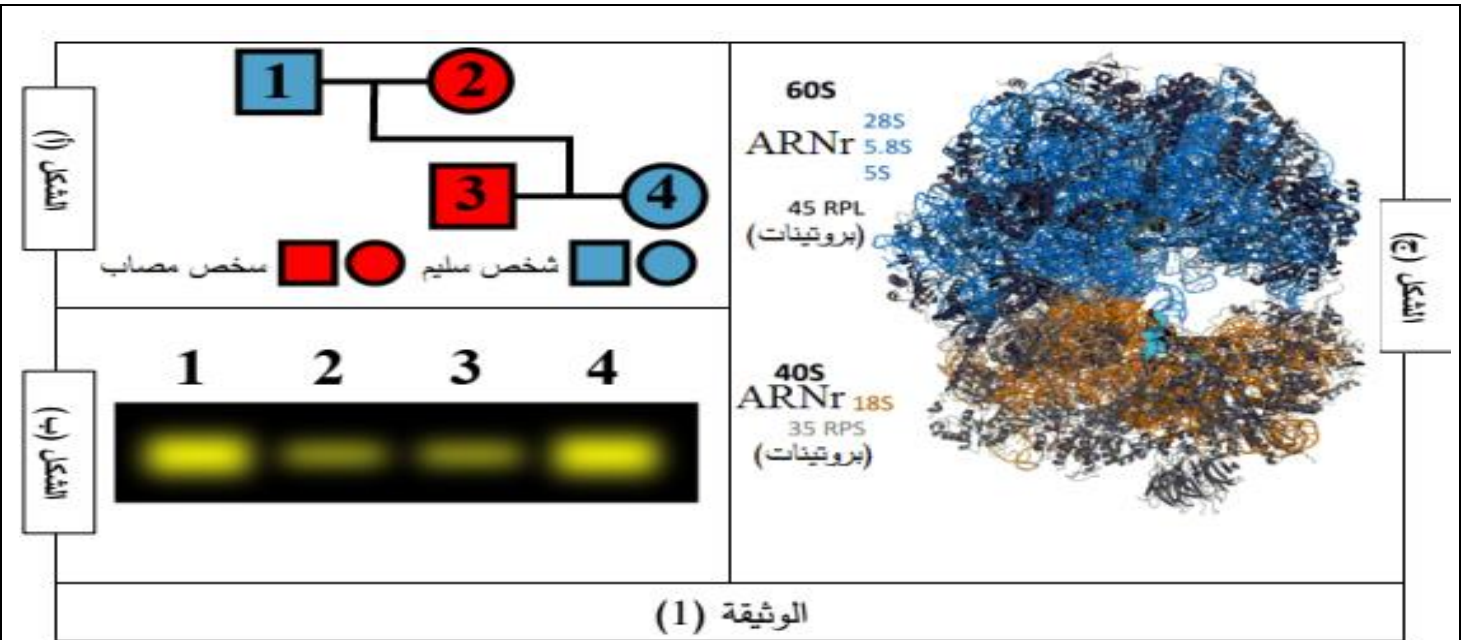 1
2
3
4
شخص سليم
سخص مصاب
الشكل (أ)
1 2 3 4
الشكل (ب)
60S
ARNr 28S
5.8S
5S
45 RPL
(بروتينات)
40S
ARNr 18S
35 RPS
(بروتينات)
الشكل (ج)
الوثيقة (1)